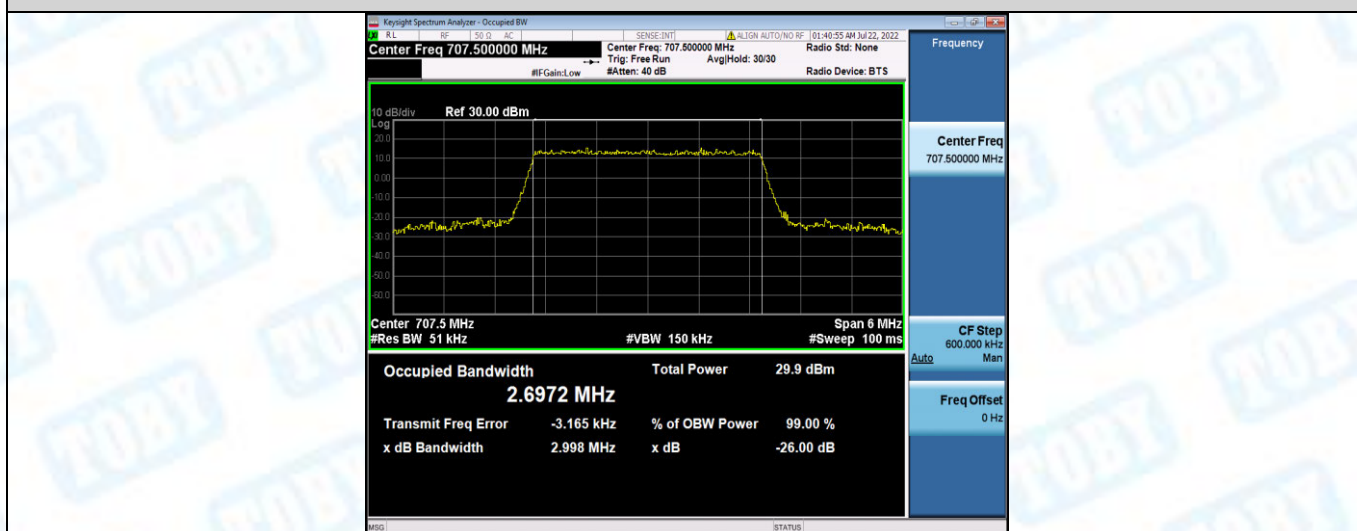 Keysight Spectrum Analyzer - Occupied BW
RL RF 50 Ω AC SENSE:INT ALIGN AUTO/NO RF 01:40:55 AM Jul 22, 2022
Center Freq 707.500000 MHz
Center Freq: 707.500000 MHz Radio Std: None
Trig: Free Run Avg|Hold: 30/30
#IFGain:Low #Atten: 40 dB Radio Device: BTS
Frequency
10 dB/div Ref 30.00 dBm
Log
20.0
10.0
0.00
-10.0
-20.0
-30.0
-40.0
-50.0
-60.0
Center 707.5 MHz Span 6 MHz
#Res BW 51 kHz #VBW 150 kHz #Sweep 100 ms
Occupied Bandwidth Total Power 29.9 dBm
2.6972 MHz
Transmit Freq Error -3.165 kHz % of OBW Power 99.00 %
x dB Bandwidth 2.998 MHz x dB -26.00 dB
Center Freq
707.500000 MHz
CF Step
600.000 kHz
Auto Man
Freq Offset
0 Hz
MSG STATUS
TOBY
TOBY
TOBY
TOBY
TOBY
TOBY
TOBY